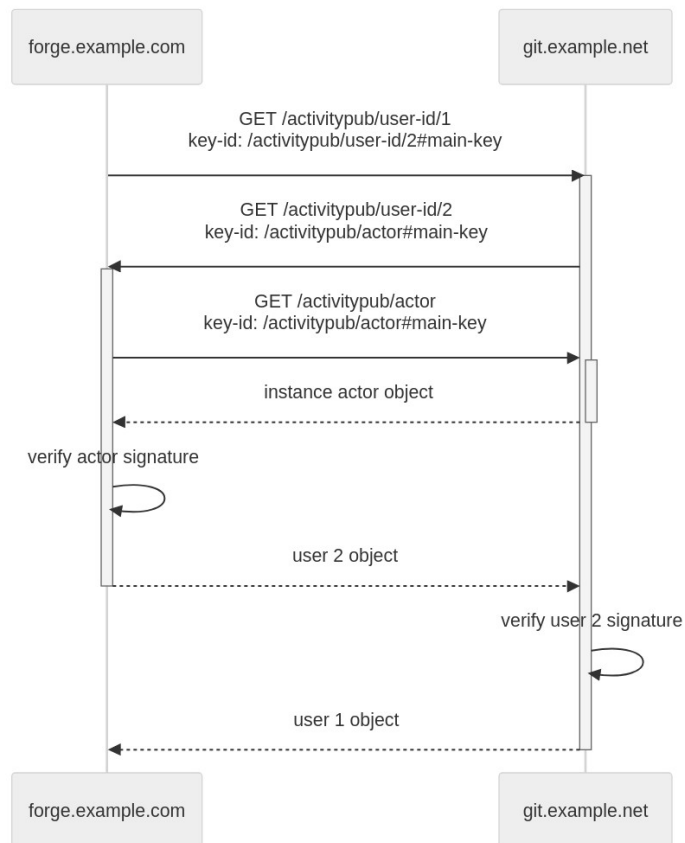 forge.example.com
git.example.net
GET /activitypub/user-id/1
key-id: /activitypub/user-id/2#main-key
GET /activitypub/user-id/2
key-id: /activitypub/actor#main-key
GET /activitypub/actor
key-id: /activitypub/actor#main-key
instance actor object
verify actor signature
user 2 object
verify user 2 signature
user 1 object
forge.example.com
git.example.net